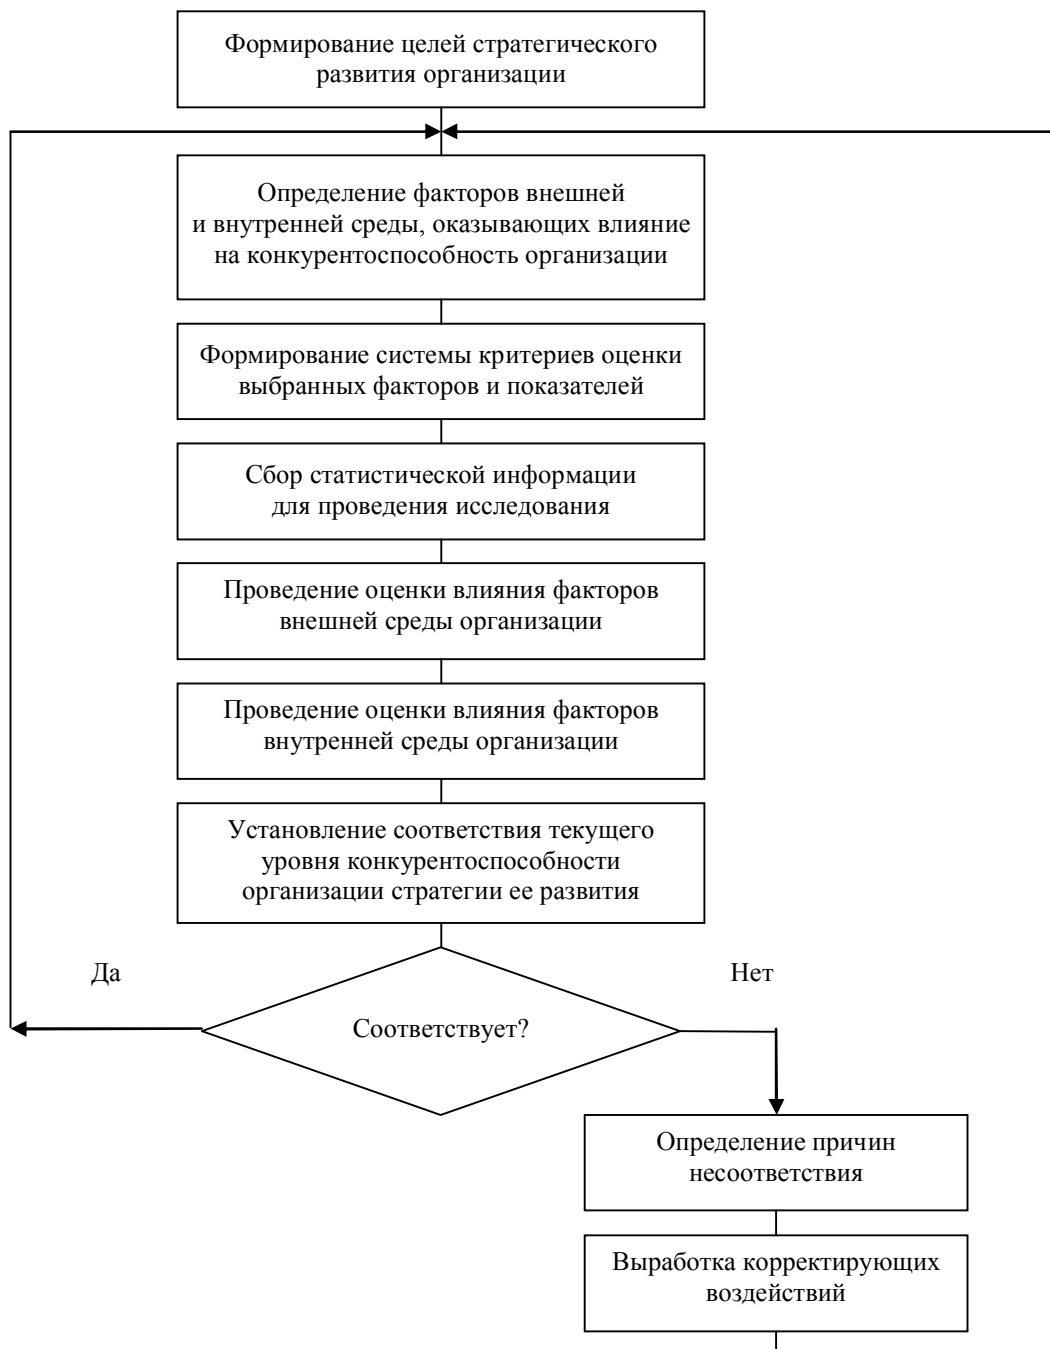 Формирование целей стратегического
развития организации
Определение факторов внешней
и внутренней среды, оказывающих влияние
на конкурентоспособность организации
Формирование системы критериев оценки
выбранных факторов и показателей
Сбор статистической информации
для проведения исследования
Проведение оценки влияния факторов
внешней среды организации
Проведение оценки влияния факторов
внутренней среды организации
Установление соответствия текущего
уровня конкурентоспособности
организации стратегии ее развития
Да
Нет
Соответствует?
Определение причин
несоответствия
Выработка корректирующих
воздействий